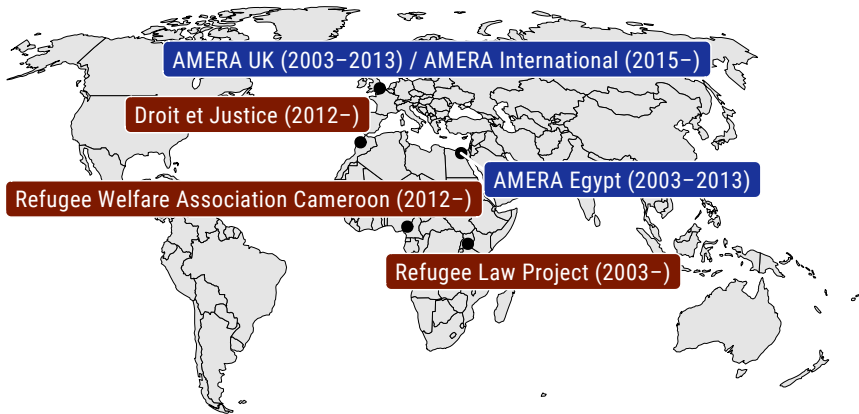 AMERA UK (2003–2013) / AMERA International (2015–)
Droit et Justice (2012–)
AMERA Egypt (2003–2013)
Refugee Welfare Association Cameroon (2012–)
Refugee Law Project (2003–)